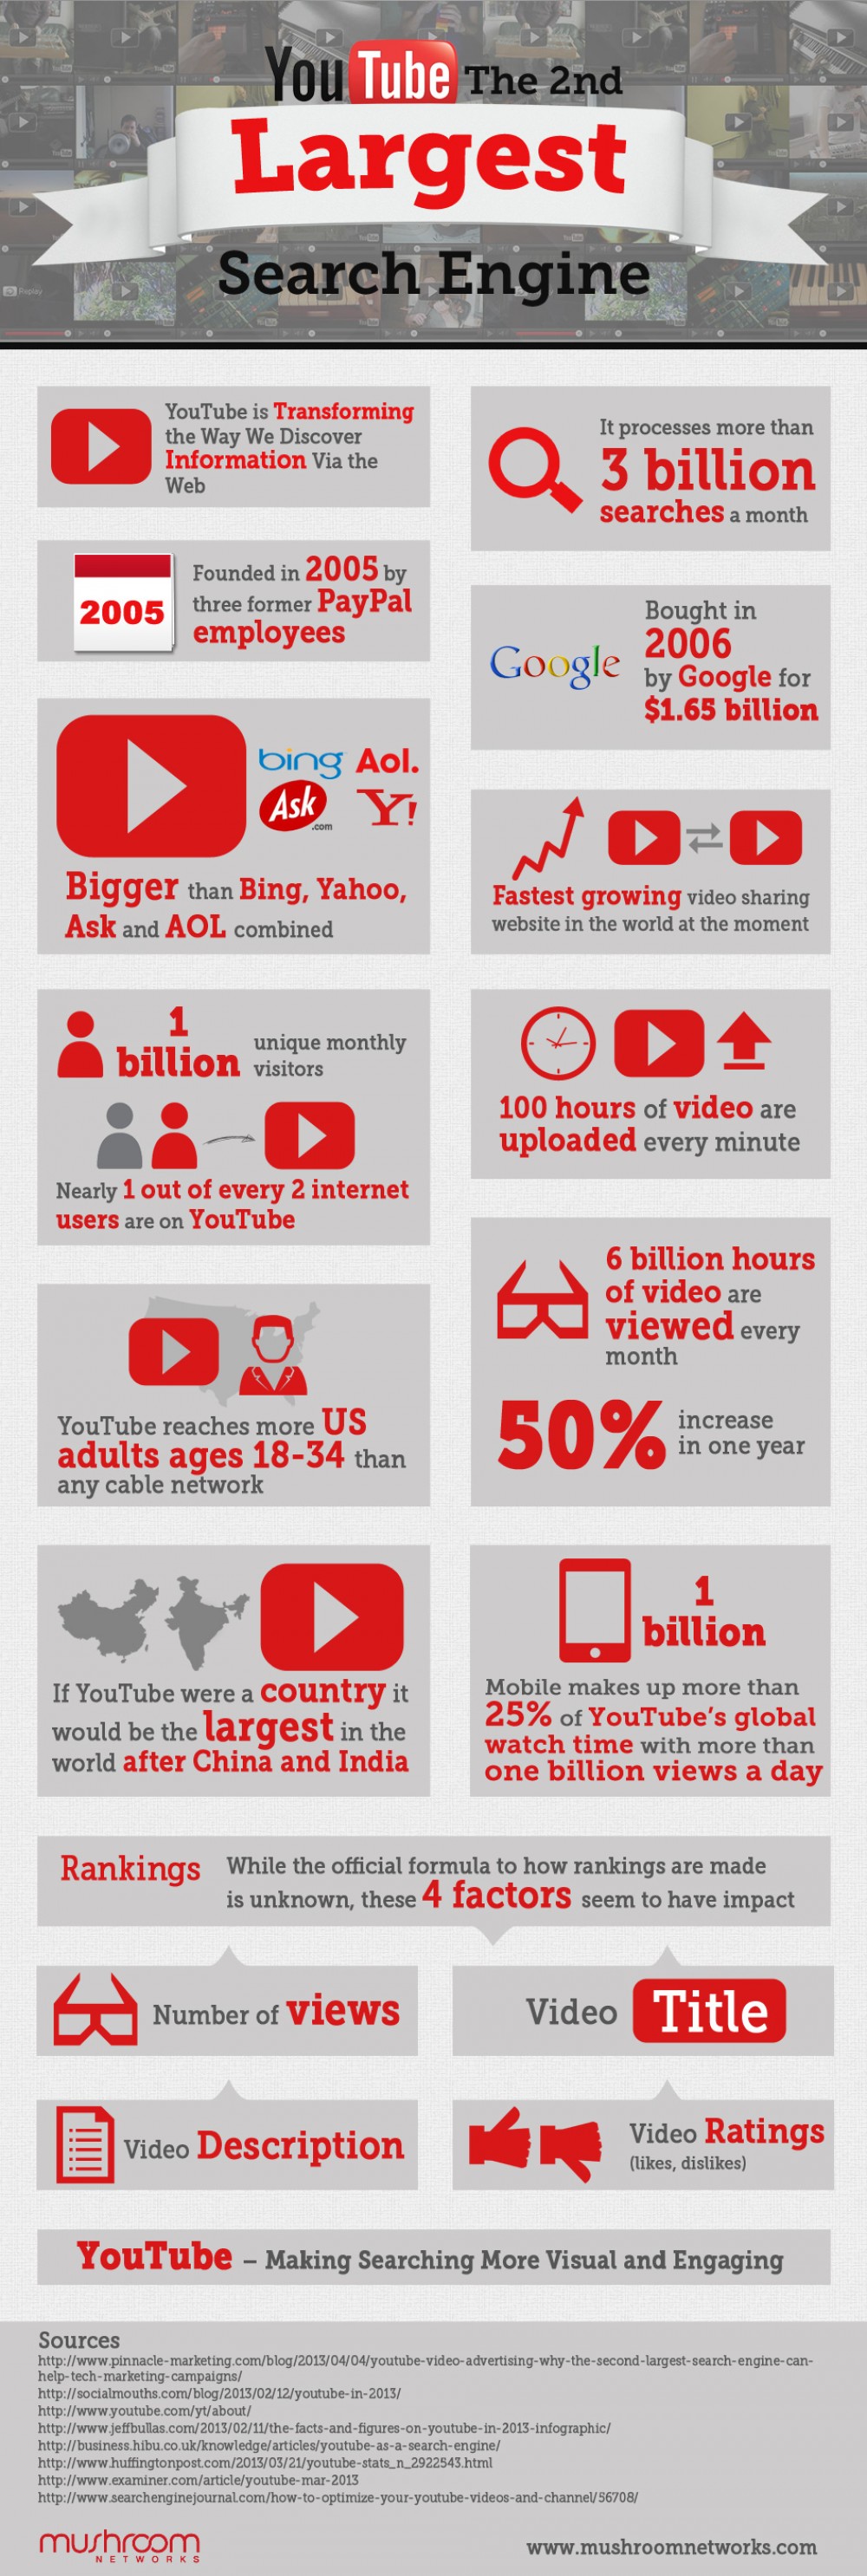 YouTube The 2nd
Largest
Search Engine
YouTube is Transforming
the Way We Discover
Information Via the
Web
It processes more than
3 billion
searches a month
2005
Founded in 2005 by
three former PayPal
employees
Google
Bought in
2006
by Google for
$1.65 billion
bing Aol.
Ask .com Y!
Bigger than Bing, Yahoo,
Ask and AOL combined
Fastest growing video sharing
website in the world at the moment
1
billion
unique monthly
visitors
Nearly 1 out of every 2 internet
users are on YouTube
100 hours of video are
uploaded every minute
6 billion hours
of video are
viewed every
month
50%
increase
in one year
YouTube reaches more US
adults ages 18-34 than
any cable network
If YouTube were a country it
would be the largest in the
world after China and India
1
billion
Mobile makes up more than
25% of YouTube's global
watch time with more than
one billion views a day
Rankings
While the official formula to how rankings are made
is unknown, these 4 factors seem to have impact
Number of views
Video Title
Video Description
Video Ratings
(likes, dislikes)
YouTube – Making Searching More Visual and Engaging
Sources
http://www.pinnacle-marketing.com/blog/2013/04/04/youtube-video-advertising-why-the-second-largest-search-engine-can-
help-tech-marketing-campaigns/
http://socialmouths.com/blog/2013/02/12/youtube-in-2013/
http://www.youtube.com/yt/about/
http://www.jeffbullas.com/2013/02/11/the-facts-and-figures-on-youtube-in-2013-infographic/
http://business.hibu.co.uk/knowledge/articles/youtube-as-a-search-engine/
http://www.huffingtonpost.com/2013/03/21/youtube-stats_n_2922543.html
http://www.examiner.com/article/youtube-mar-2013
http://www.searchenginejournal.com/how-to-optimize-your-youtube-videos-and-channel/56708/
mushroom
NETWORKS
www.mushroomnetworks.com